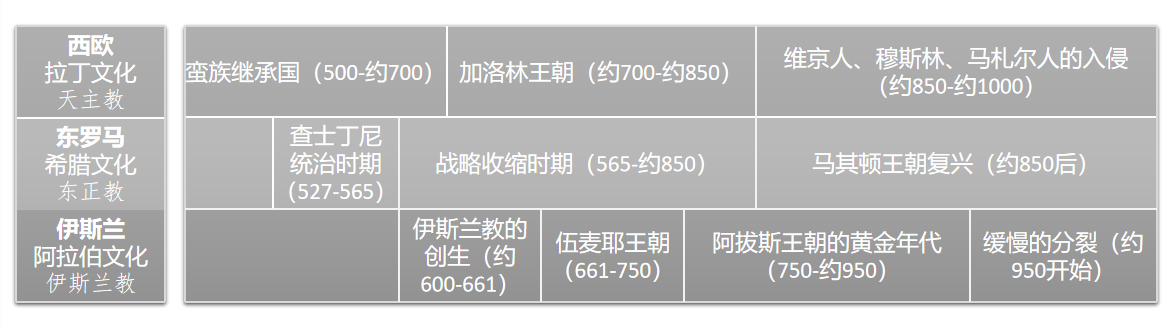 西欧
拉丁文化
天主教
蛮族继承国（500-约700）
加洛林王朝（约700-约850）
维京人、穆斯林、马札尔人的入侵
（约850-约1000）
东罗马
希腊文化
东正教
查士丁尼
统治时期
（527-565）
战略收缩时期（565-约850）
马其顿王朝复兴（约850后）
伊斯兰
阿拉伯文化
伊斯兰教
伊斯兰教的
创生（约
600-661）
伍麦耶王朝
（661-750）
阿拔斯王朝的黄金年代
（750-约950）
缓慢的分裂（约
950开始）